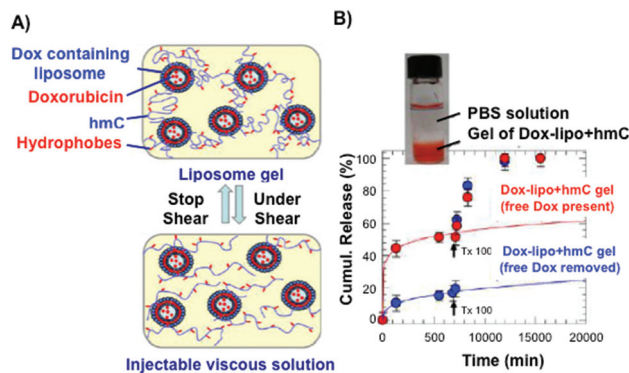 A)
Dox containing
liposome
Doxorubicin
hmC
Hydrophobes
Liposome gel
Stop
Shear
Under
Shear
Injectable viscous solution
B)
PBS solution
Gel of Dox-lipo+hmC
Cumul. Release (%)
100
80
60
40
20
0
Dox-lipo+hmC gel
(free Dox present)
Tx 100
Dox-lipo+hmC gel
(free Dox removed)
Tx 100
0
500
10000
15000
20000
Time (min)